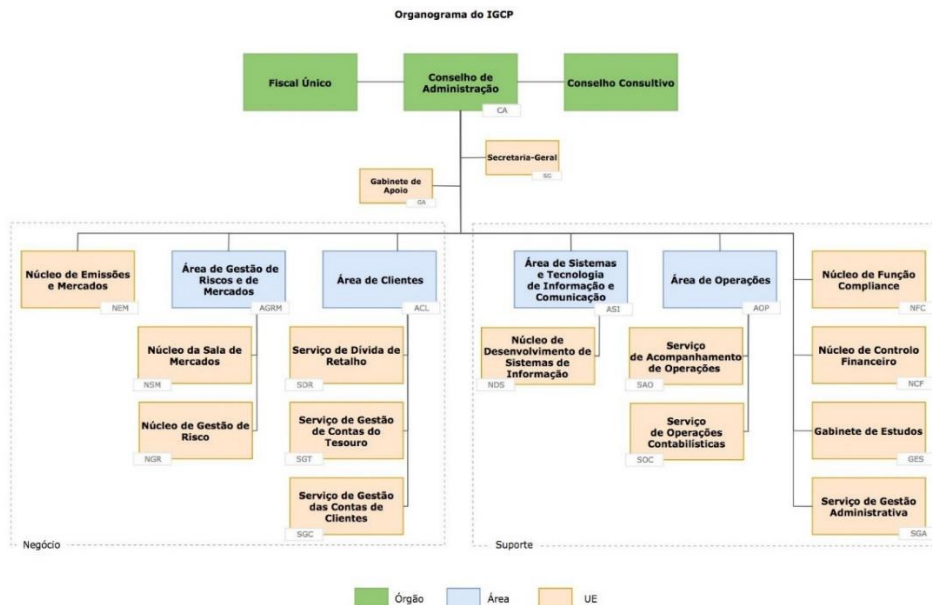 Organograma do IGCP
Fiscal Único
Conselho de
Administração
CA
Conselho Consultivo
Secretaria-Geral
SG
Gabinete de
Apoio
GA
Núcleo de Emissões
e Mercados
NEM
Área de Gestão de
Riscos e de
Mercados
AGRM
Área de Clientes
ACL
Área de Sistemas
e Tecnologia
de Informação e
Comunicação
ASI
Área de Operações
AOP
Núcleo de Função
Compliance
NFC
Núcleo da Sala de
Mercados
NSM
Serviço de Dívida de
Retalho
SDR
Núcleo de
Desenvolvimento de
Sistemas de
Informação
NDS
Serviço
de Acompanhamento
de Operações
SAO
Núcleo de Controlo
Financeiro
NCF
Núcleo de Gestão de
Risco
NGR
Serviço de Gestão
de Contas do
Tesouro
SGT
Serviço
de Operações
Contabilísticas
SOC
Gabinete de Estudos
GES
Serviço de Gestão
das Contas de
Clientes
SGC
Serviço de Gestão
Administrativa
SGA
Negócio
Suporte
Órgão
Área
UE